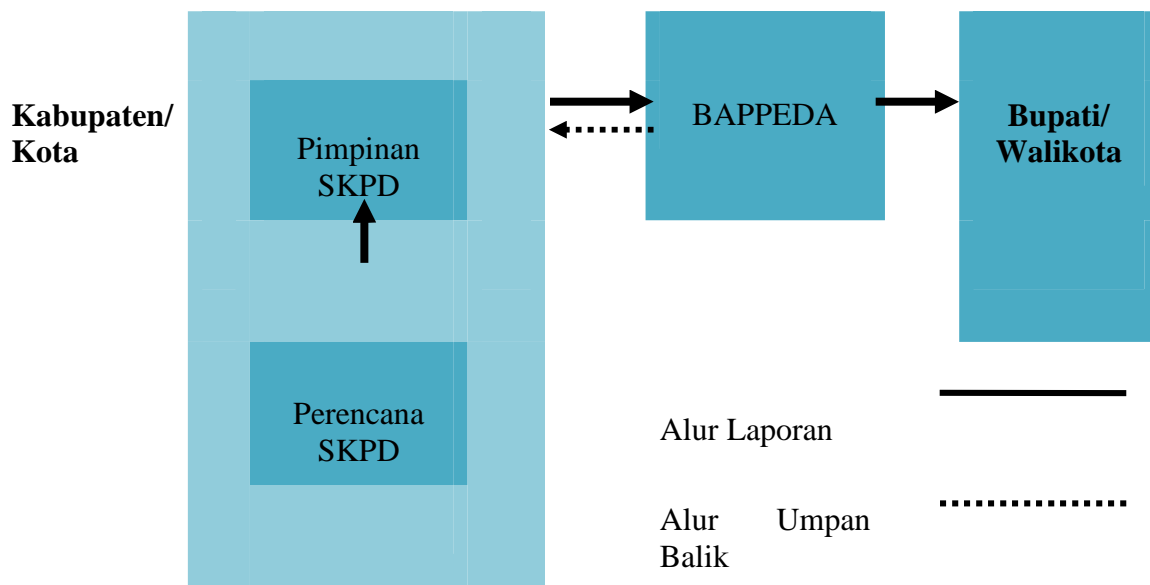 Kabupaten/
Kota
Pimpinan
SKPD
Perencana
SKPD
BAPPEDA
Bupati/
Walikota
Alur Laporan
Alur Umpan
Balik